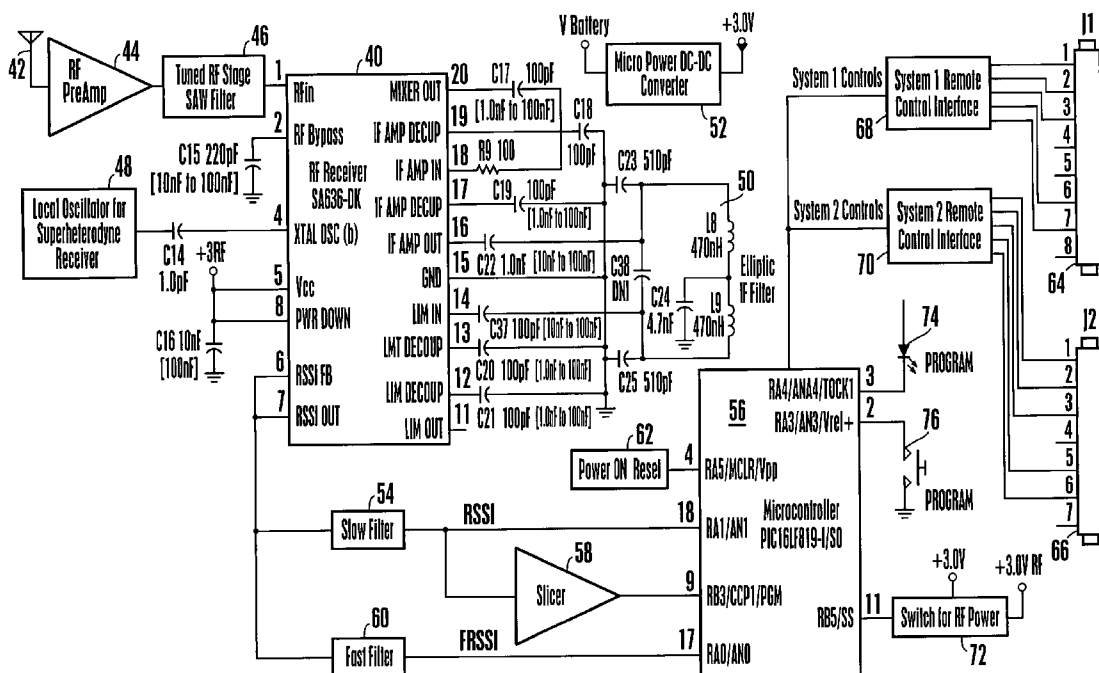 42
44
RF
PreAmp
46
Tuned RF Stage
SAW Filter
1
40
RFin
2
RF Bypass
C15 220pF
[10nF to 100nF]
RF Receiver
SA636-DK
48
Local Oscillator for
Superheterodyne
Receiver
C14
1.0pF
4
XTAL OSC (b)
+3RF
5
Vcc
8
PWR DOWN
C16 10nF
[100nF]
6
RSSI FB
7
RSSI OUT
20
MIXER OUT
C17
100pF
[1.0nF to 100nF]
19
IF AMP DECUP
C18
100pF
18
IF AMP IN
R9 100
17
IF AMP DECUP
C19
100pF
[1.0nF to 100nF]
16
IF AMP OUT
C22 1.0nF
[10nF to 100nF]
15
GND
14
LIM IN
C37 100pF
[10nF to 100nF]
13
LMT DECOUP
C20 100pF
[1.0nF to 100nF]
12
LIM DECOUP
C21 100pF
[1.0nF to 100nF]
11
LIM OUT
V Battery
+3.0V
Micro Power DC-DC
Converter
52
C23 510pF
50
L8
470nH
C38
DNI
C24
4.7nF
L9
470nH
Elliptic
IF Filter
C25 510pF
System 1 Controls
System 1 Remote
Control Interface
68
System 2 Controls
System 2 Remote
Control Interface
70
J1
1
2
3
4
5
6
7
8
64
J2
1
2
3
4
5
6
7
66
74
PROGRAM
76
PROGRAM
56
3
RA4/ANA4/TOCK1
2
RA3/AN3/Vrel+
62
Power ON Resel
4
RA5/MCLR/Vpp
Microcontroller
PIC16LF819-I/SO
54
Slow Filter
RSSI
18
RA1/AN1
58
Slicer
9
RB3/CCP1/PGM
60
Fast Filter
FRSSI
17
RA0/AN0
RB5/SS
11
+3.0V
+3.0V RF
Switch for RF Power
72